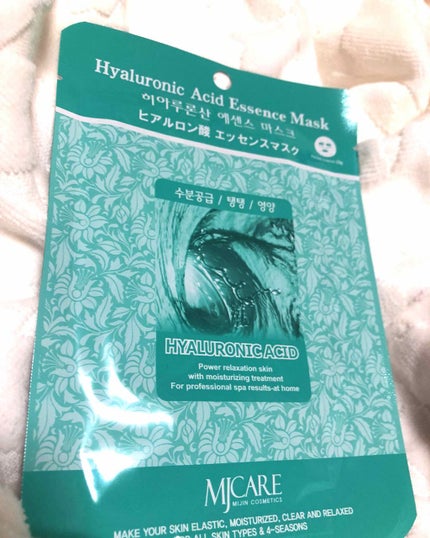 Hyaluronic Acid Essence Mask
히아루론산 에센스 마스크
ヒアルロン酸 エッセンスマスク
수분공급 / 탱탱 / 영양
HYALURONIC ACID
Power relaxation skin
with moisturizing treatment
For professional spa results-at home
MJCARE
MIJIN COSMETICS
MAKE YOUR SKIN ELASTIC, MOISTURIZED, CLEAR AND RELAXED
ALL SKIN TYPES & 4-SEASONS